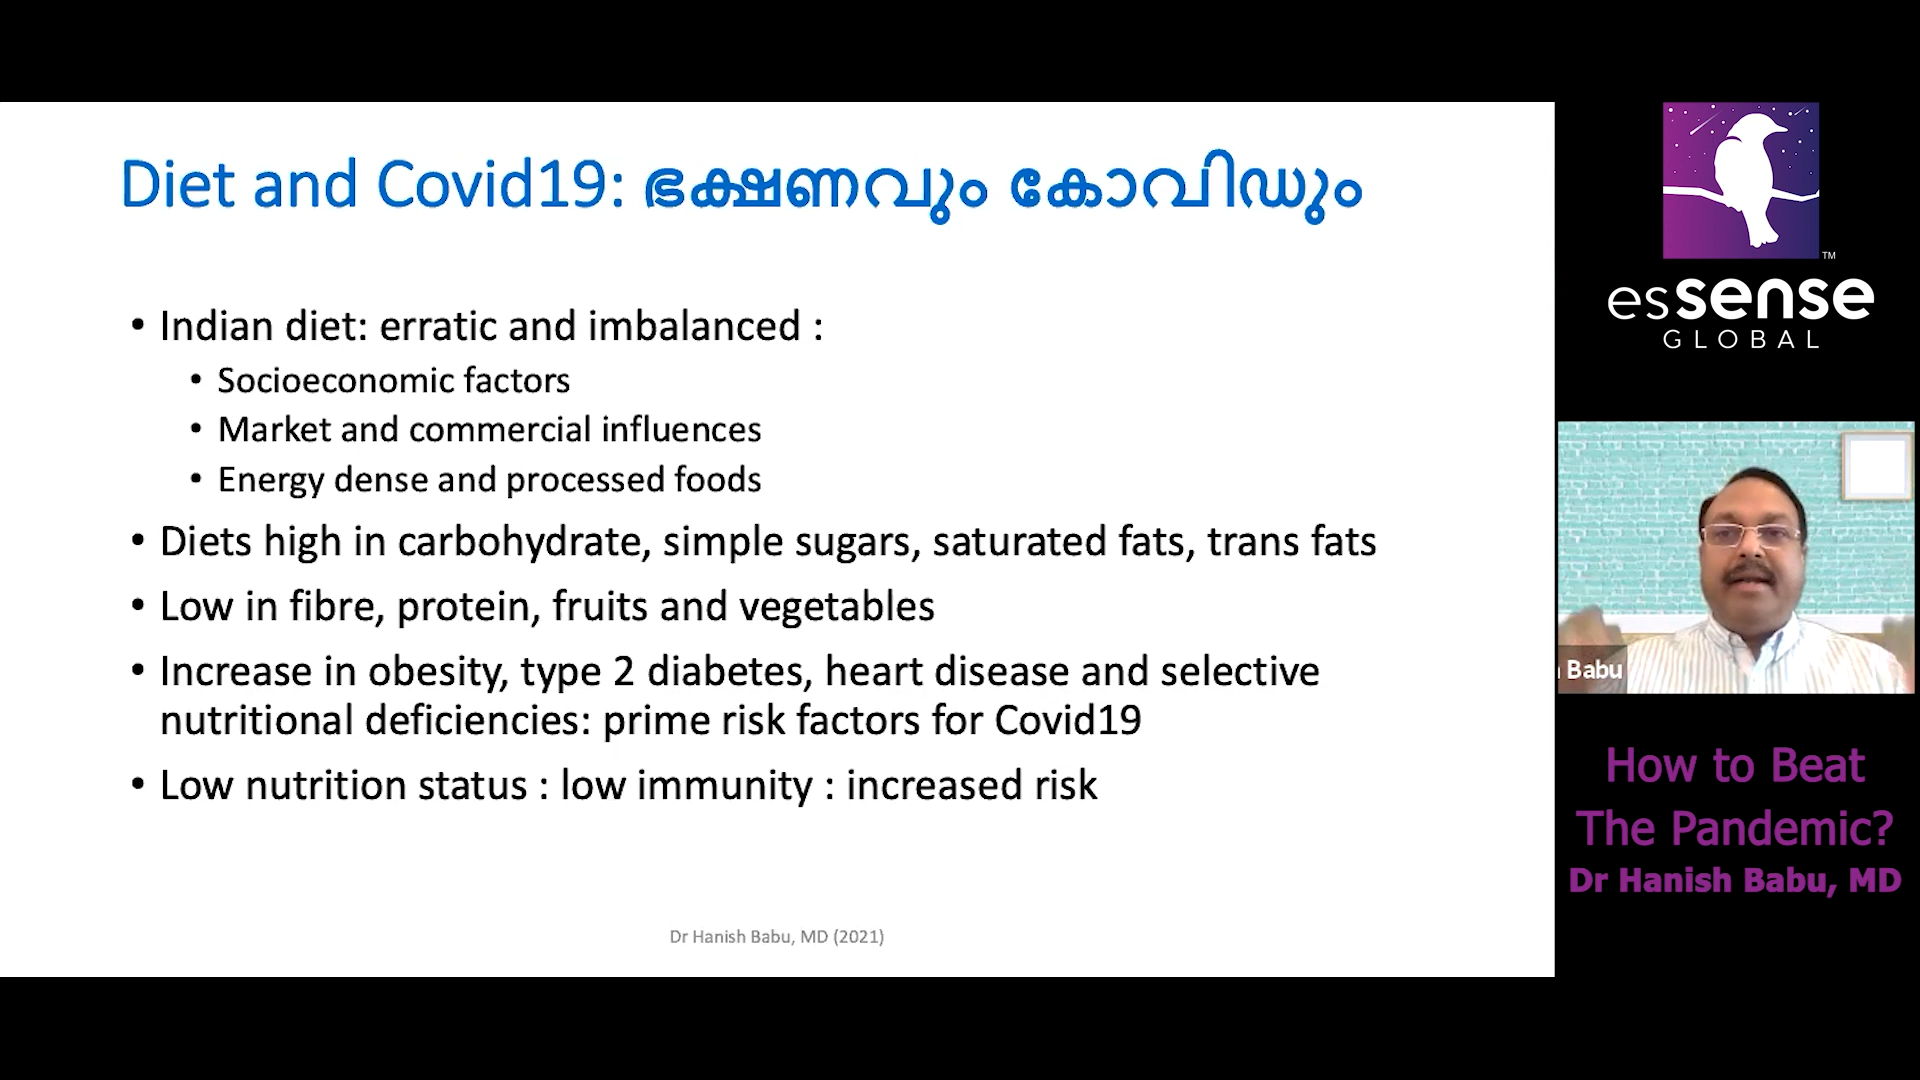 Diet and Covid19: ഭക്ഷണവും കോവിഡും
• Indian diet: erratic and imbalanced :
• Socioeconomic factors
• Market and commercial influences
• Energy dense and processed foods
• Diets high in carbohydrate, simple sugars, saturated fats, trans fats
• Low in fibre, protein, fruits and vegetables
• Increase in obesity, type 2 diabetes, heart disease and selective
nutritional deficiencies: prime risk factors for Covid19
• Low nutrition status : low immunity : increased risk
Dr Hanish Babu, MD (2021)
TM
essense
GLOBAL
Babu
How to Beat
The Pandemic?
Dr Hanish Babu, MD